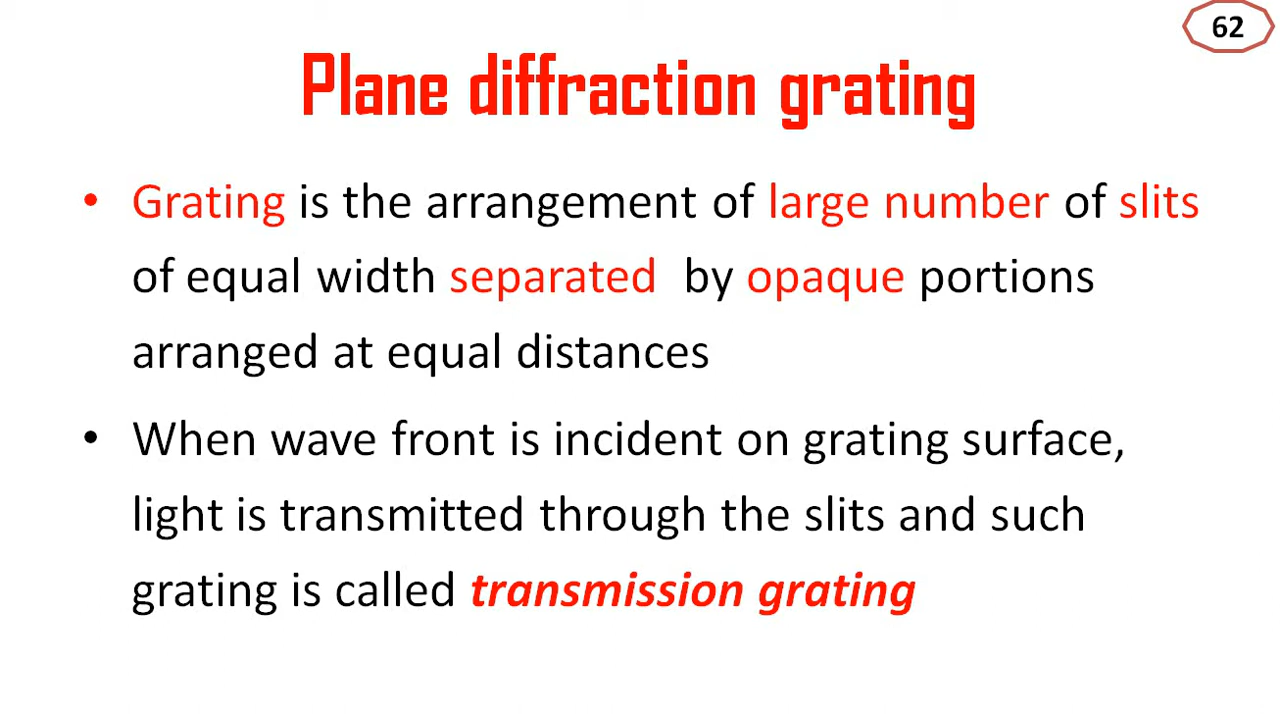 62
Plane diffraction grating
• Grating is the arrangement of large number of slits
of equal width separated by opaque portions
arranged at equal distances
• When wave front is incident on grating surface,
light is transmitted through the slits and such
grating is called transmission grating